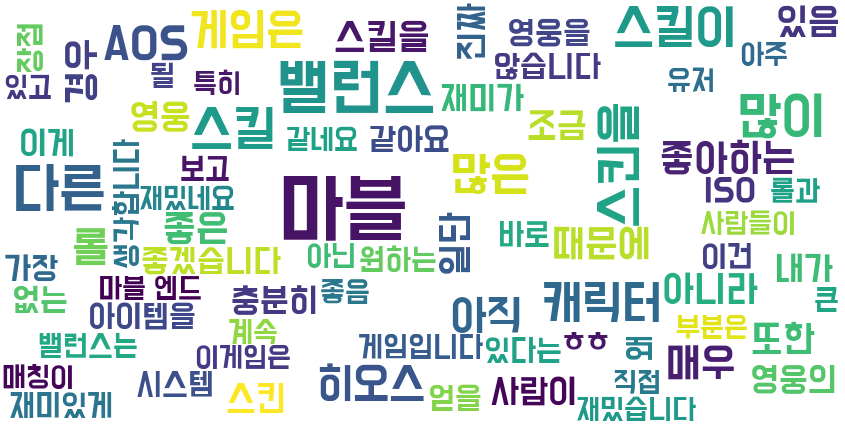 장점
있고
경우
AOS
될
게임은
특히
스킬을
진짜
영웅을
않습니다
스킬이
아주
있음
유저
밸런스
재미가
많이
영웅
스킬
같네요
같아요
조금
스킨을
이게
다른
생각합니다
보고
재밌네요
마블
많은
좋아하는
ISO
롤과
사람들이
롤
좋은
좋겠습니다
아닌
원하는
일단
바로
때문에
이건
내가
가장
없는
마블 엔드
아이템을
충분히
좋음
아직
캐릭터
아니라
큰
밸런스는
계속
이게임은
게임입니다
있다는
ㅎㅎ
왜
부분은
또한
매칭이
시스템
스킨
히오스
얻을
사람이
직접
매우
영웅의
재미있게
재밌습니다